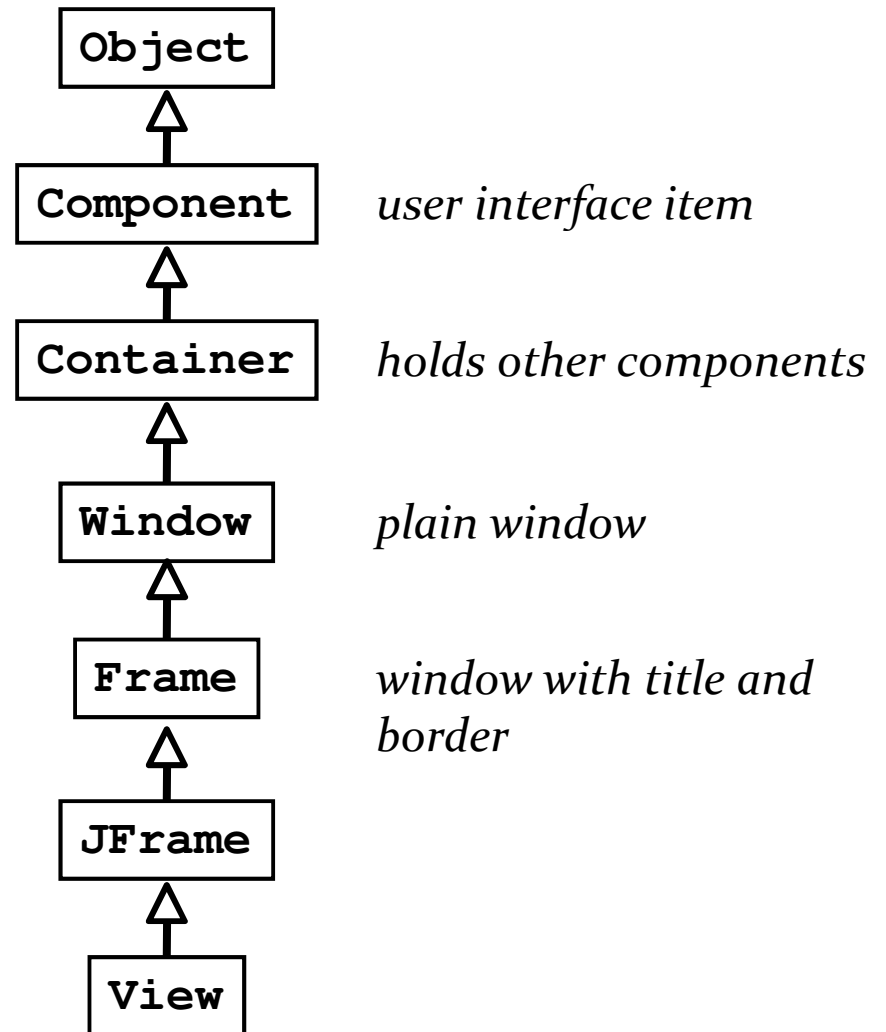 Object
Component
user interface item
Container
holds other components
Window
plain window
Frame
window with title and
border
JFrame
View